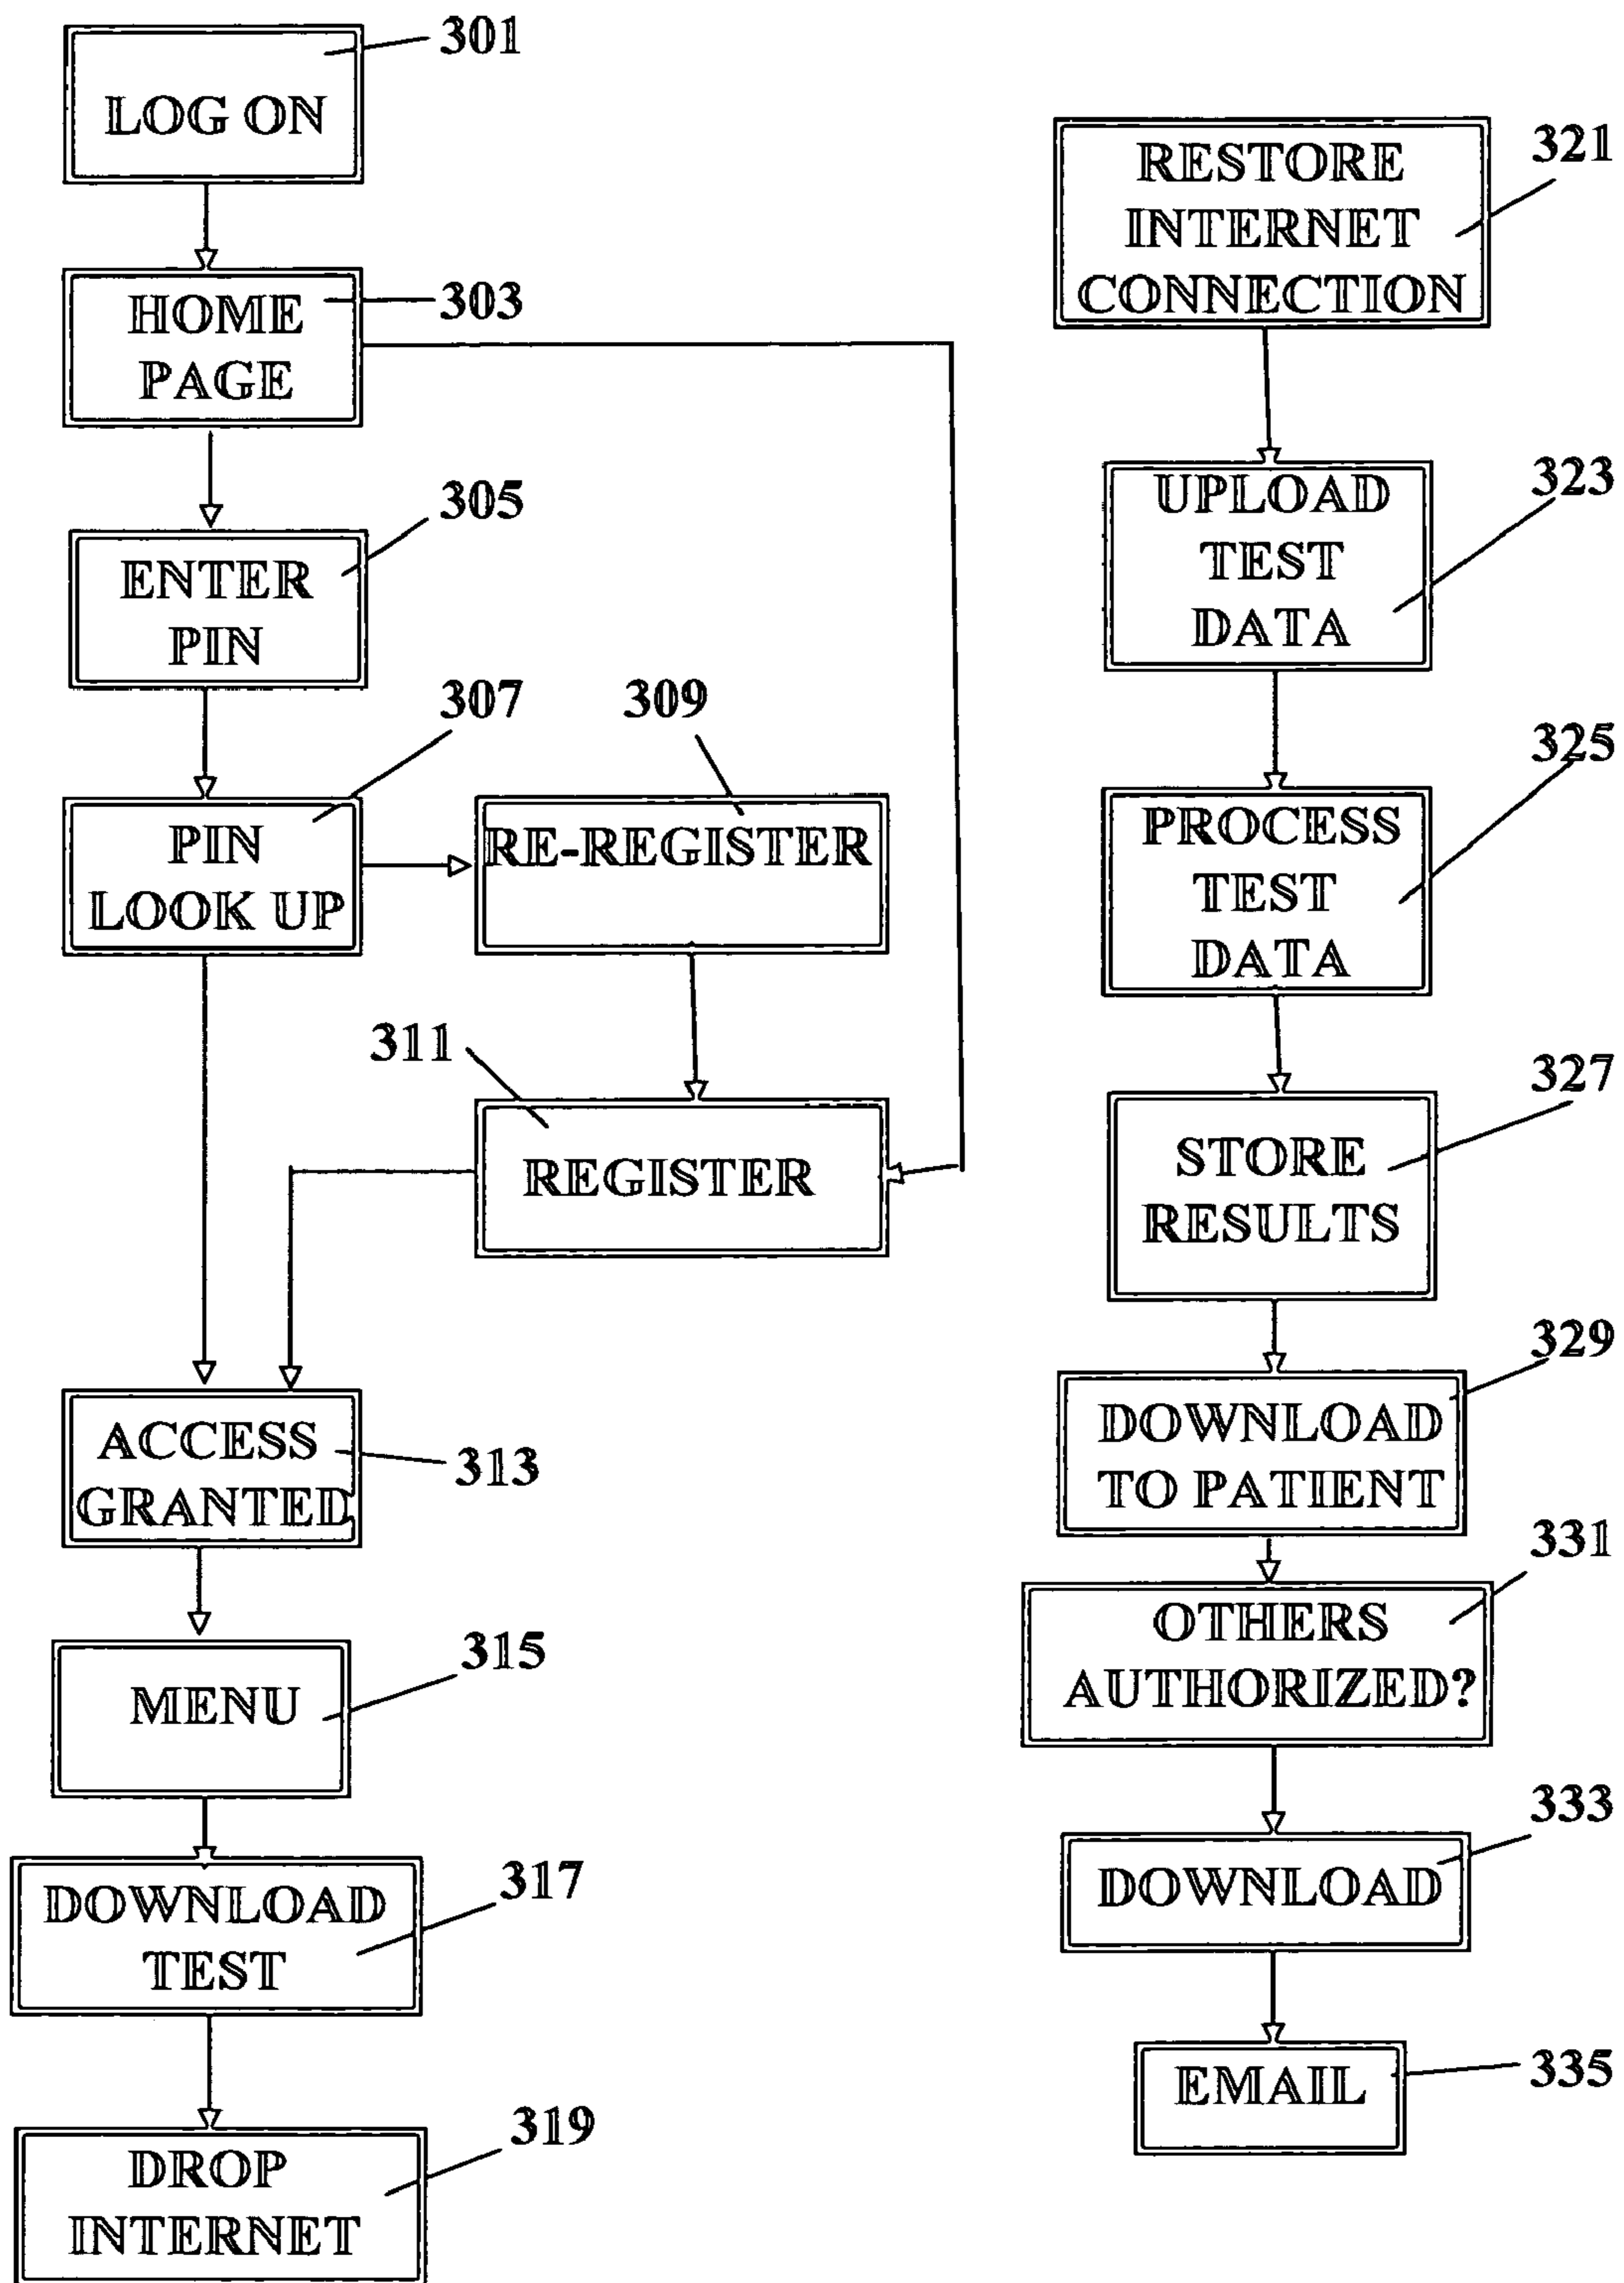 301
LOG ON
303
HOME
PAGE
305
ENTER
PIN
307
PIN
LOOK UP
309
RE-REGISTER
311
REGISTER
ACCESS
GRANTED
313
315
MENU
317
DOWNLOAD
TEST
319
DROP
INTERNET
321
RESTORE
INTERNET
CONNECTION
323
UPLOAD
TEST
DATA
325
PROCESS
TEST
DATA
327
STORE
RESULTS
329
DOWNLOAD
TO PATIENT
331
OTHERS
AUTHORIZED?
333
DOWNLOAD
335
EMAIL